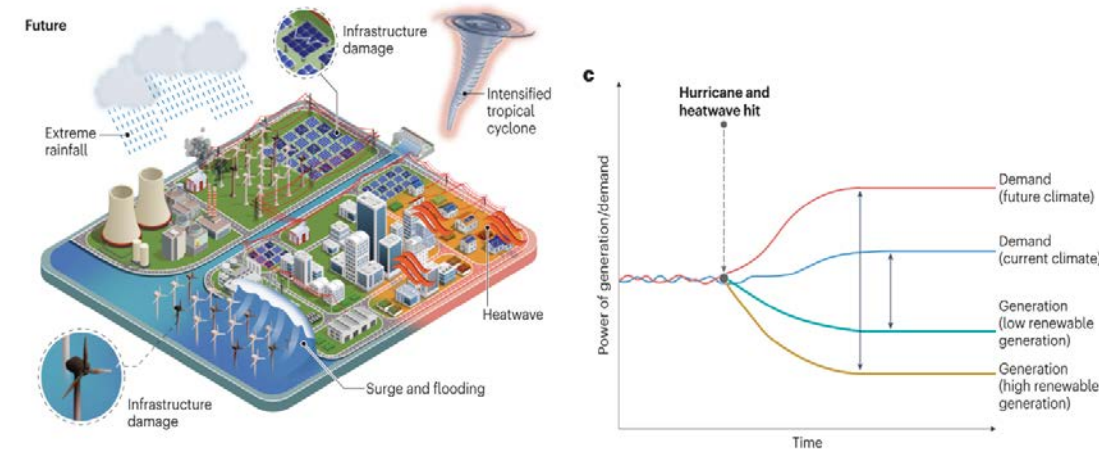 Future
Infrastructure
damage
Extreme
rainfall
Intensified
tropical
cyclone
Heatwave
Surge and flooding
Infrastructure
damage
c
Hurricane and
heatwave hit
Power of generation/demand
Demand
(future climate)
Demand
(current climate)
Generation
(low renewable
generation)
Generation
(high renewable
generation)
Time